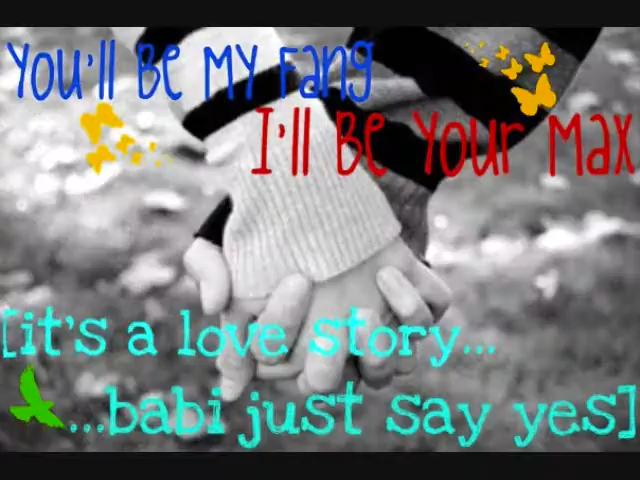 You'll Be My Fang
I'll Be Your Max
[it's a love story...
...babi just say yes]